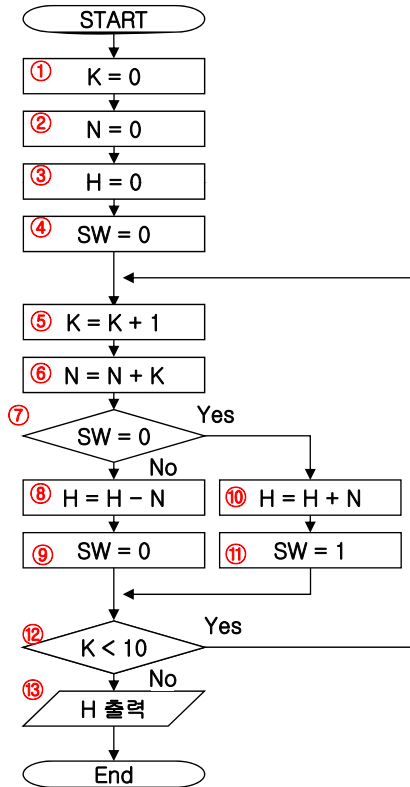 START
① K = 0
② N = 0
③ H = 0
④ SW = 0
⑤ K = K + 1
⑥ N = N + K
⑦ SW = 0
Yes
No
⑧ H = H − N
⑩ H = H + N
⑨ SW = 0
⑪ SW = 1
⑫ K < 10
Yes
No
⑬ H 출력
End